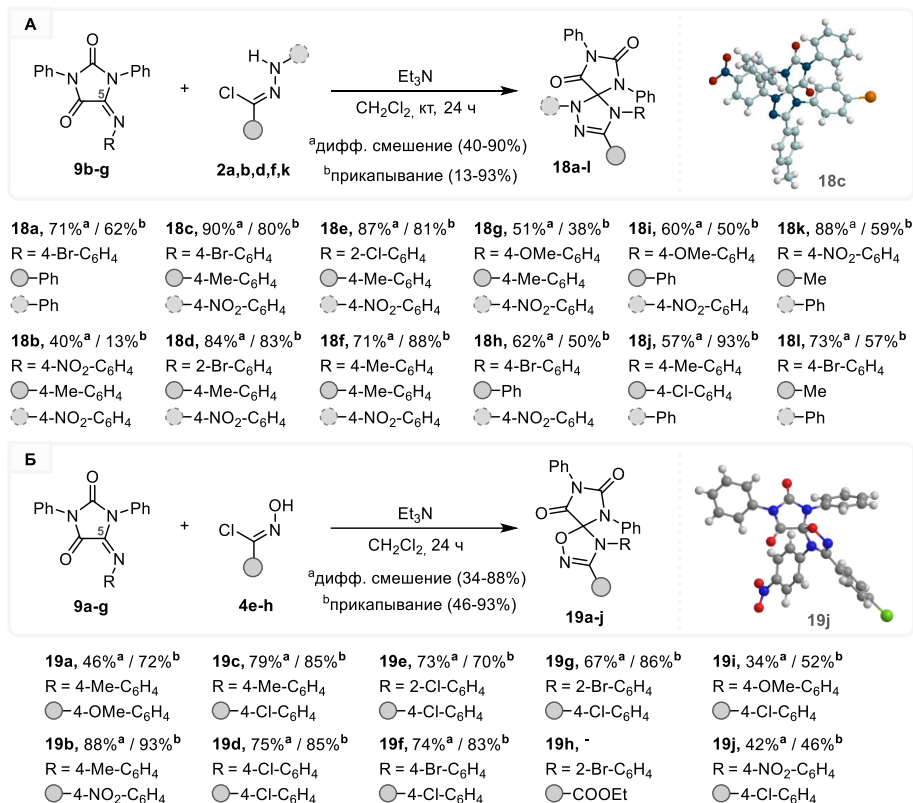 А
O
Ph
N
N
Ph
5
O
N
R
9b-g
+
H
N
Cl
N
2a,b,d,f,k
Et3N
CH2Cl2, кт, 24 ч
ᵃдифф. смешение (40-90%)
ᵇприкапывание (13-93%)
Ph
N
O
O
N
Ph
N
N
R
N
18a-l
18c
18a, 71%ᵃ / 62%ᵇ
R = 4-Br-C6H4
Ph
Ph
18c, 90%ᵃ / 80%ᵇ
R = 4-Br-C6H4
4-Me-C6H4
4-NO2-C6H4
18e, 87%ᵃ / 81%ᵇ
R = 2-Cl-C6H4
4-Me-C6H4
4-NO2-C6H4
18g, 51%ᵃ / 38%ᵇ
R = 4-OMe-C6H4
4-Me-C6H4
4-NO2-C6H4
18i, 60%ᵃ / 50%ᵇ
R = 4-OMe-C6H4
Ph
4-NO2-C6H4
18k, 88%ᵃ / 59%ᵇ
R = 4-NO2-C6H4
Me
Ph
18b, 40%ᵃ / 13%ᵇ
R = 4-NO2-C6H4
4-Me-C6H4
4-NO2-C6H4
18d, 84%ᵃ / 83%ᵇ
R = 2-Br-C6H4
4-Me-C6H4
4-NO2-C6H4
18f, 71%ᵃ / 88%ᵇ
R = 4-Me-C6H4
4-Me-C6H4
4-NO2-C6H4
18h, 62%ᵃ / 50%ᵇ
R = 4-Br-C6H4
Ph
4-NO2-C6H4
18j, 57%ᵃ / 93%ᵇ
R = 4-Me-C6H4
4-Cl-C6H4
Ph
18l, 73%ᵃ / 57%ᵇ
R = 4-Br-C6H4
Me
Ph
Б
O
Ph
N
N
Ph
5
O
N
R
9a-g
+
OH
Cl
N
4e-h
Et3N
CH2Cl2, 24 ч
ᵃдифф. смешение (34-88%)
ᵇприкапывание (46-93%)
Ph
N
O
O
N
Ph
O
N
R
N
19a-j
19j
19a, 46%ᵃ / 72%ᵇ
R = 4-Me-C6H4
4-OMe-C6H4
19c, 79%ᵃ / 85%ᵇ
R = 4-Me-C6H4
4-Cl-C6H4
19e, 73%ᵃ / 70%ᵇ
R = 2-Cl-C6H4
4-Cl-C6H4
19g, 67%ᵃ / 86%ᵇ
R = 2-Br-C6H4
4-Cl-C6H4
19i, 34%ᵃ / 52%ᵇ
R = 4-OMe-C6H4
4-Cl-C6H4
19b, 88%ᵃ / 93%ᵇ
R = 4-Me-C6H4
4-NO2-C6H4
19d, 75%ᵃ / 85%ᵇ
R = 4-Cl-C6H4
4-Cl-C6H4
19f, 74%ᵃ / 83%ᵇ
R = 4-Br-C6H4
4-Cl-C6H4
19h, -
R = 2-Br-C6H4
COOEt
19j, 42%ᵃ / 46%ᵇ
R = 4-NO2-C6H4
4-Cl-C6H4